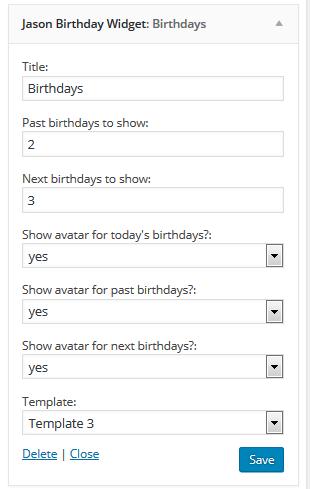 Jason Birthday Widget: Birthdays
Title:
Birthdays
Past birthdays to show:
2
Next birthdays to show:
3
Show avatar for today's birthdays?:
yes
Show avatar for past birthdays?:
yes
Show avatar for next birthdays?:
yes
Template:
Template 3
Delete | Close
Save